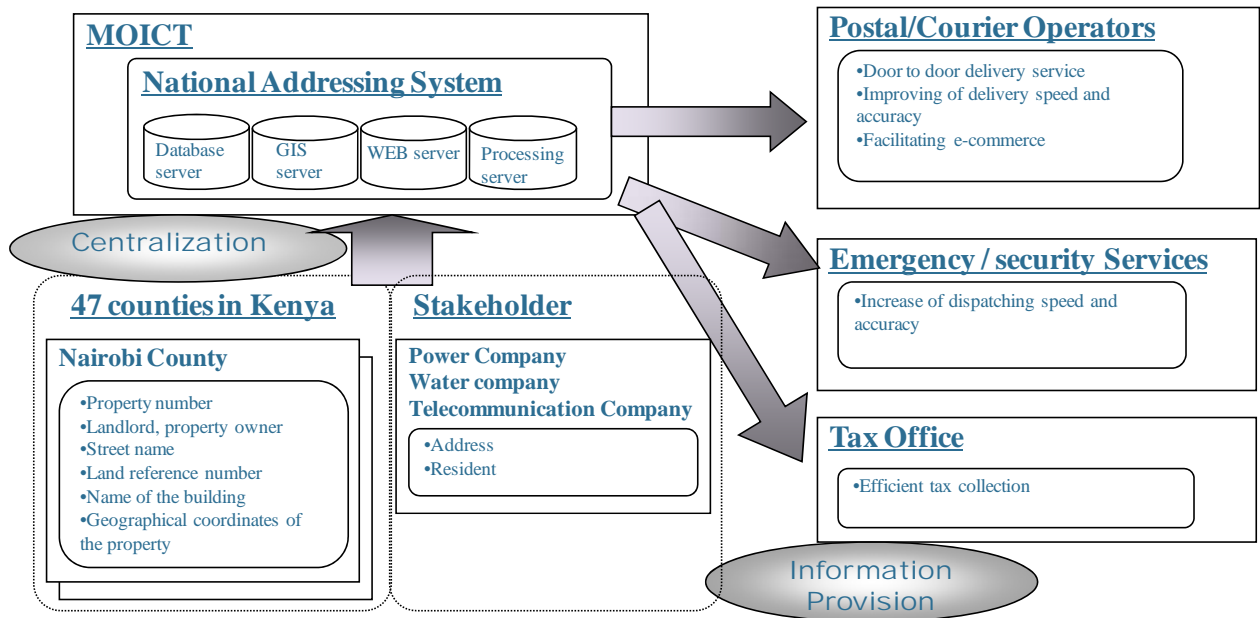 MOICT
National Addressing System
Database
server
GIS
server
WEB server
Processing
server
Centralization
47 counties in Kenya
Nairobi County
•Property number
•Landlord, property owner
•Street name
•Land reference number
•Name of the building
•Geographical coordinates of
the property
Stakeholder
Power Company
Water company
Telecommunication Company
•Address
•Resident
Postal/Courier Operators
•Door to door delivery service
•Improving of delivery speed and
accuracy
•Facilitating e-commerce
Emergency / security Services
•Increase of dispatching speed and
accuracy
Tax Office
•Efficient tax collection
Information
Provision